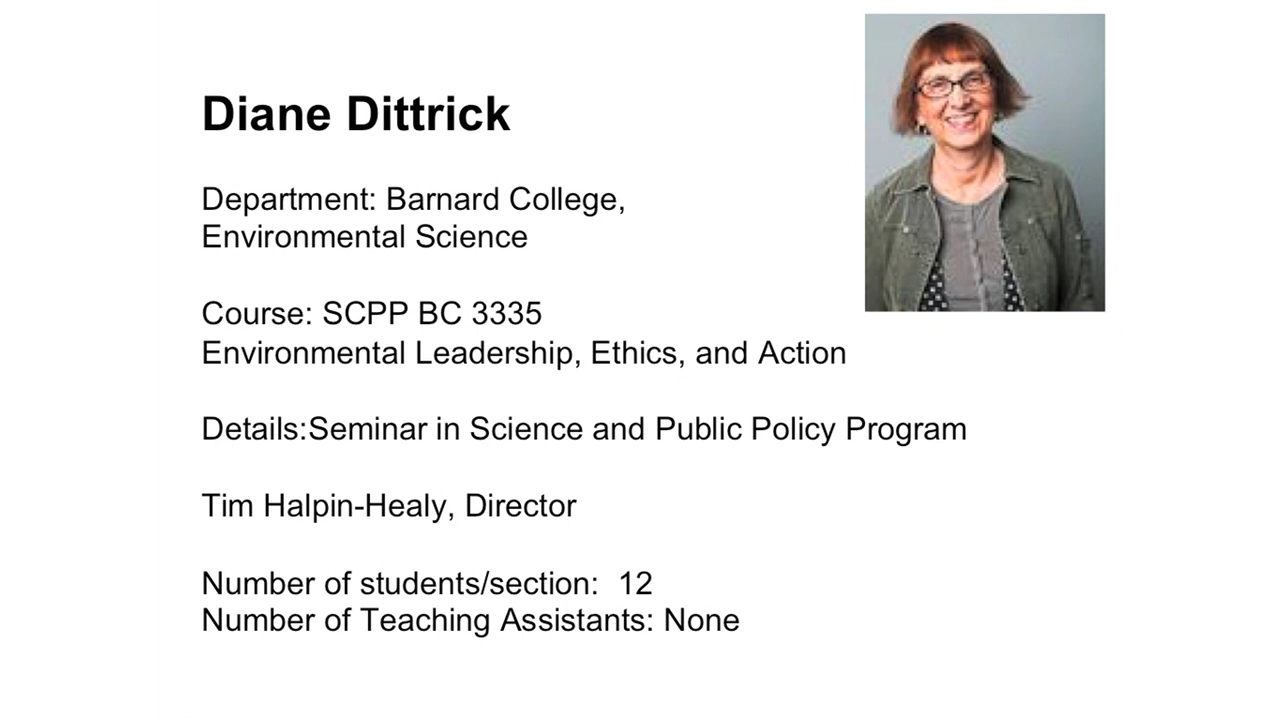 Diane Dittrick
Department: Barnard College,
Environmental Science
Course: SCPP BC 3335
Environmental Leadership, Ethics, and Action
Details:Seminar in Science and Public Policy Program
Tim Halpin-Healy, Director
Number of students/section:  12
Number of Teaching Assistants: None